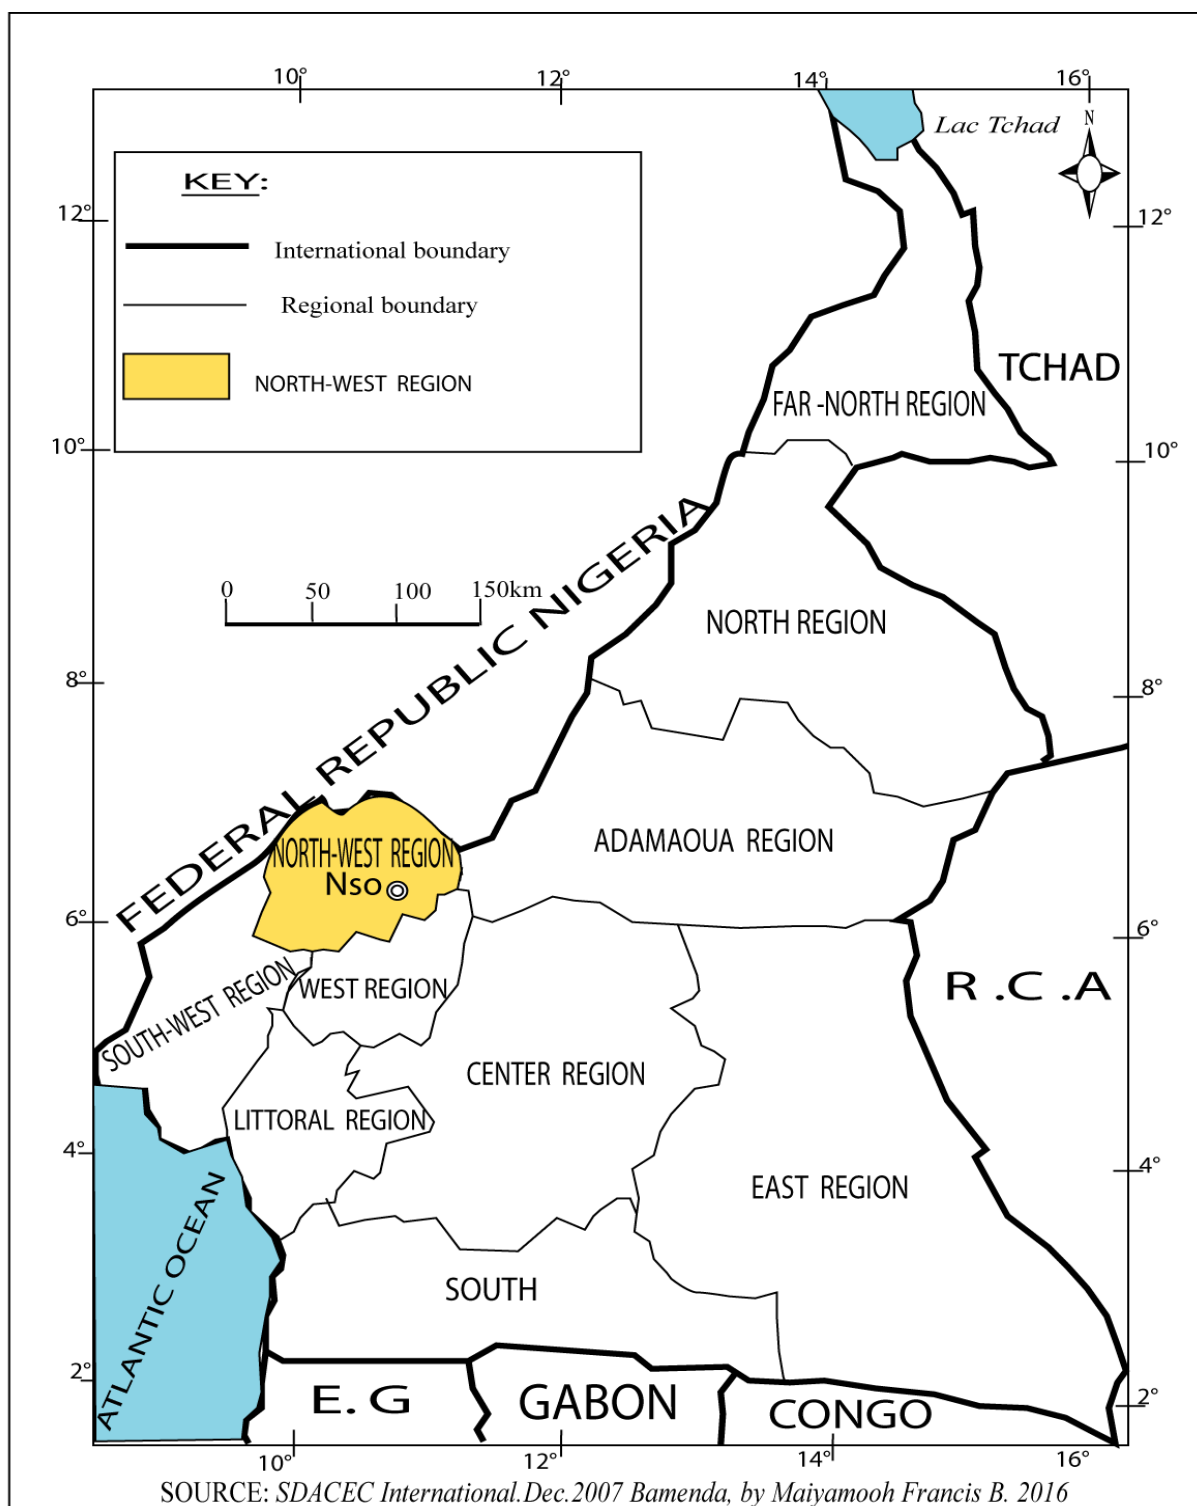 10°
12°
14°
16°
Lac Tchad
N
KEY:
International boundary
Regional boundary
NORTH-WEST REGION
12°
12°
TCHAD
FAR -NORTH REGION
10°
10°
FEDERAL REPUBLIC NIGERIA
0 50 100 150km
NORTH REGION
8°
8°
ADAMAOUA REGION
NORTH-WEST REGION
Nso
6°
6°
SOUTH-WEST REGION
WEST REGION
R .C .A
CENTER REGION
LITTORAL REGION
4°
4°
EAST REGION
ATLANTIC OCEAN
SOUTH
2°
2°
E. G
GABON
CONGO
10°
12°
14°
16°
SOURCE: SDACEC International.Dec.2007 Bamenda, by Maiyamooh Francis B. 2016